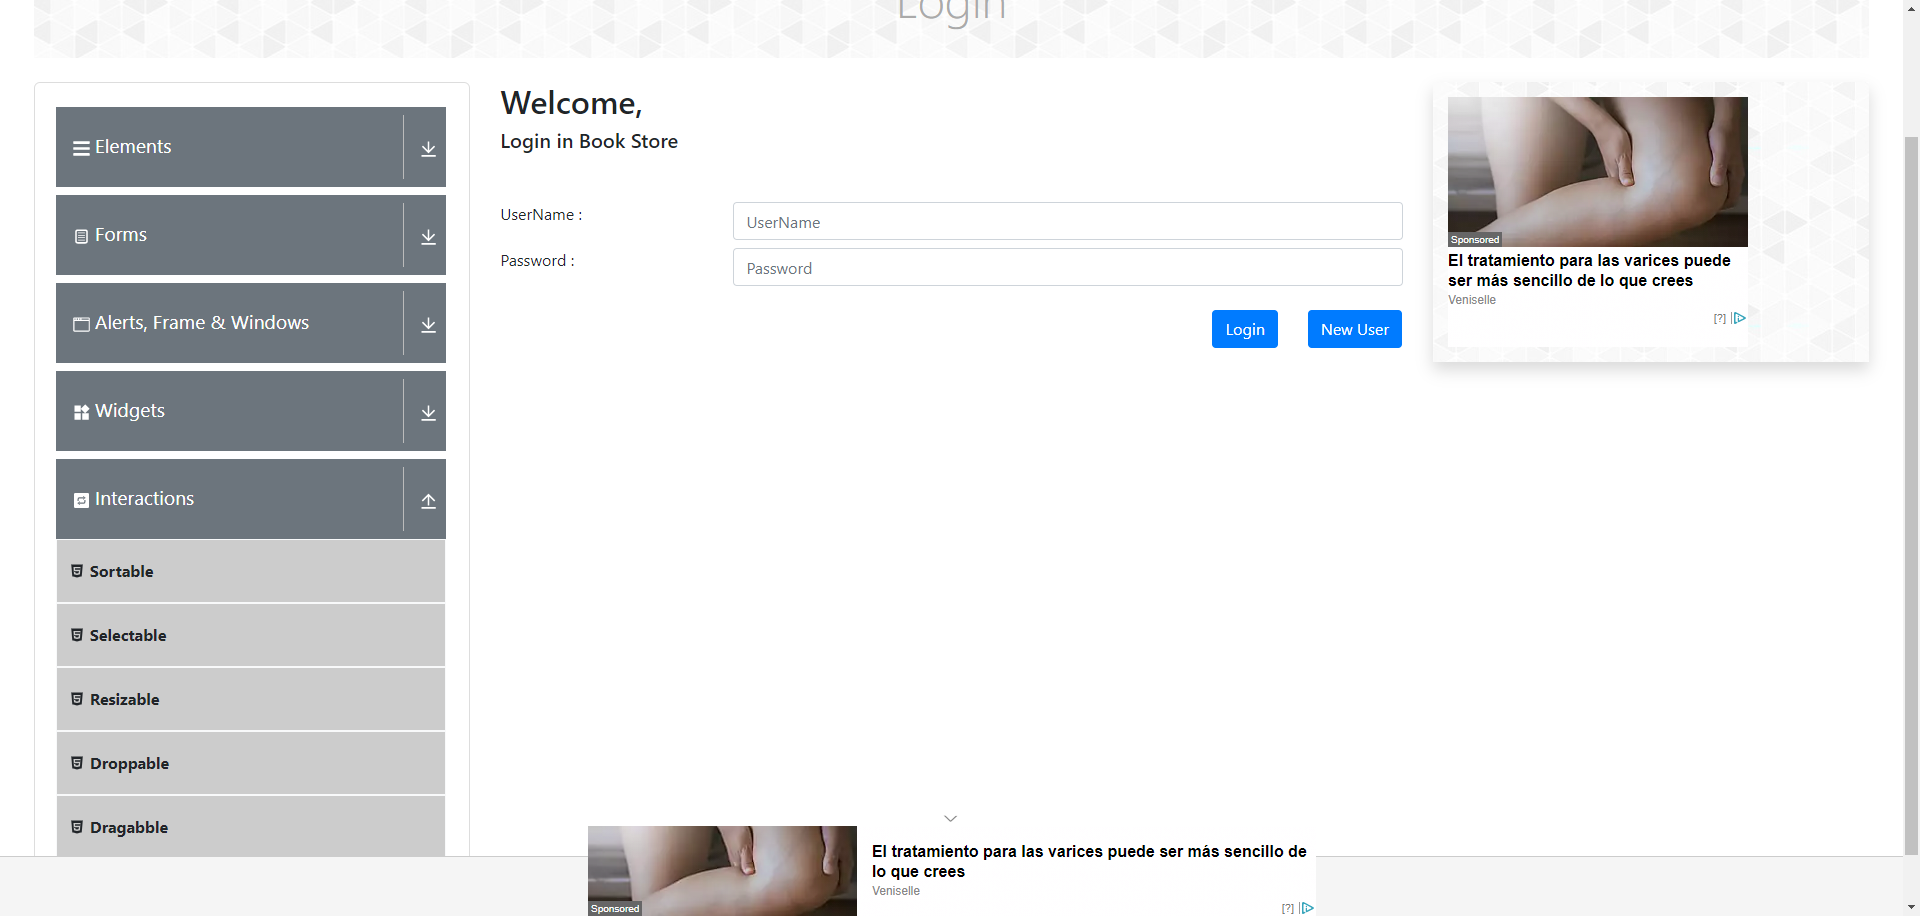 Login
Elements
Forms
Alerts, Frame & Windows
Widgets
Interactions
Sortable
Selectable
Resizable
Droppable
Dragabble
Welcome,
Login in Book Store
UserName :
UserName
Password :
Password
Login
New User
Sponsored
El tratamiento para las varices puede
ser más sencillo de lo que crees
Veniselle
[?]
Sponsored
El tratamiento para las varices puede ser más sencillo de
lo que crees
Veniselle
[?]